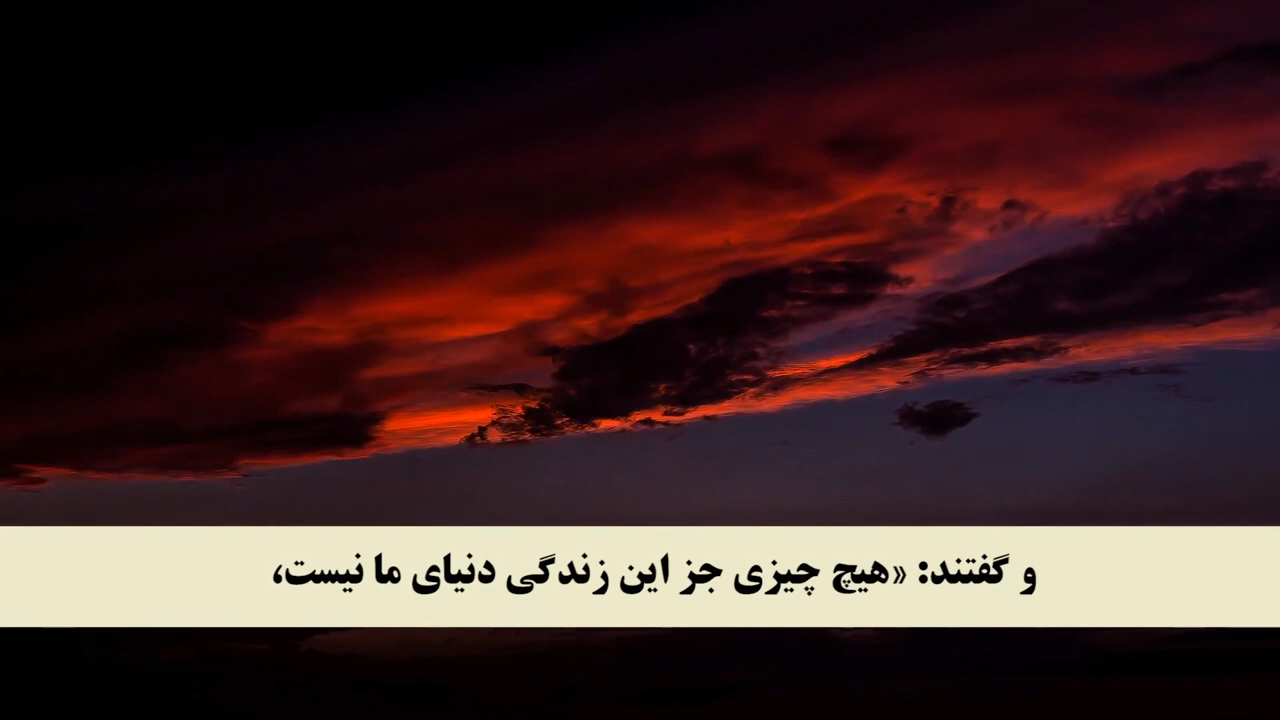 و گفتند: «هیچ چیزی جز این زندگی دنیای ما نیست،